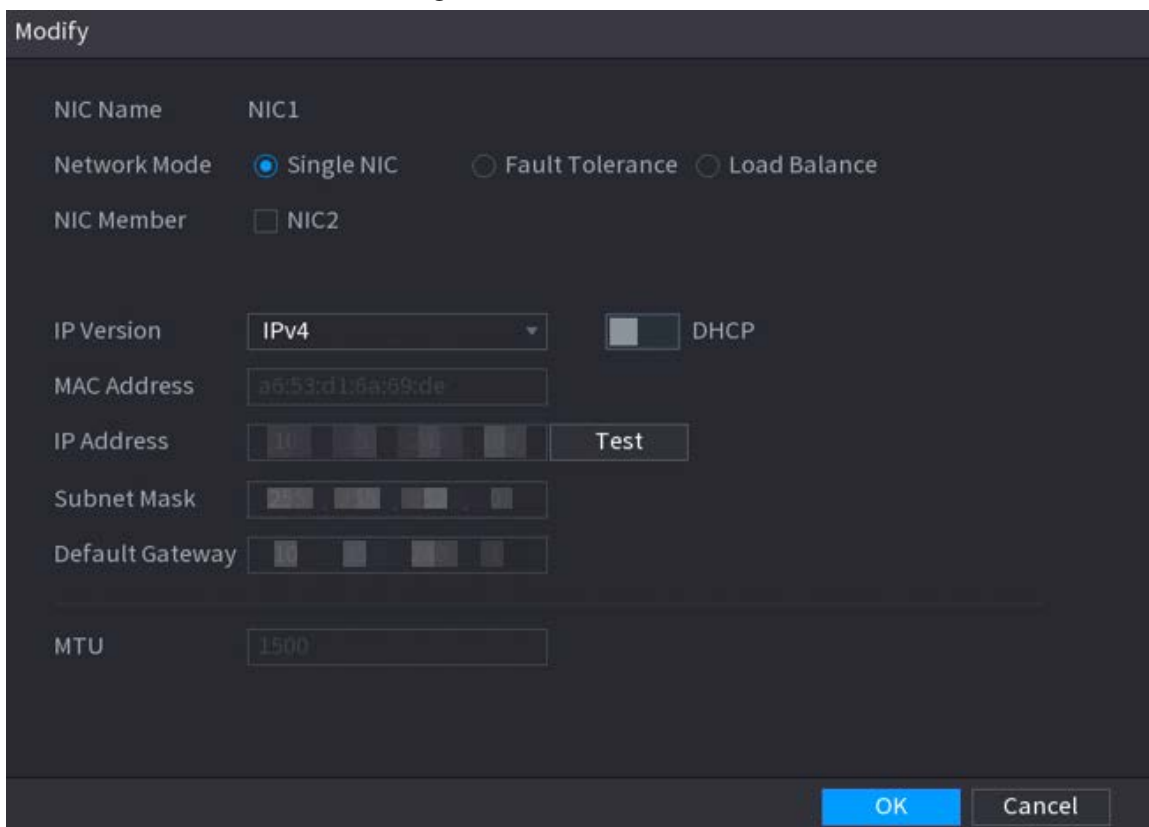 Modify
NIC Name NIC1
Network Mode Single NIC Fault Tolerance Load Balance
NIC Member NIC2
IP Version IPv4 DHCP
MAC Address a6:53:d1:6a:69:de
IP Address Test
Subnet Mask
Default Gateway
MTU 1500
OK Cancel